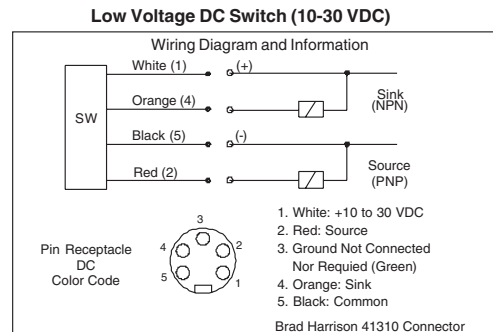 Low Voltage DC Switch (10-30 VDC)
Wiring Diagram and Information
White (1)
(+)
Orange (4)
Sink
(NPN)
SW
Black (5)
(-)
Red (2)
Source
(PNP)
Pin Receptacle
DC
Color Code
3
4
2
5
1
1. White: +10 to 30 VDC
2. Red: Source
3. Ground Not Connected
Nor Requied (Green)
4. Orange: Sink
5. Black: Common
Brad Harrison 41310 Connector